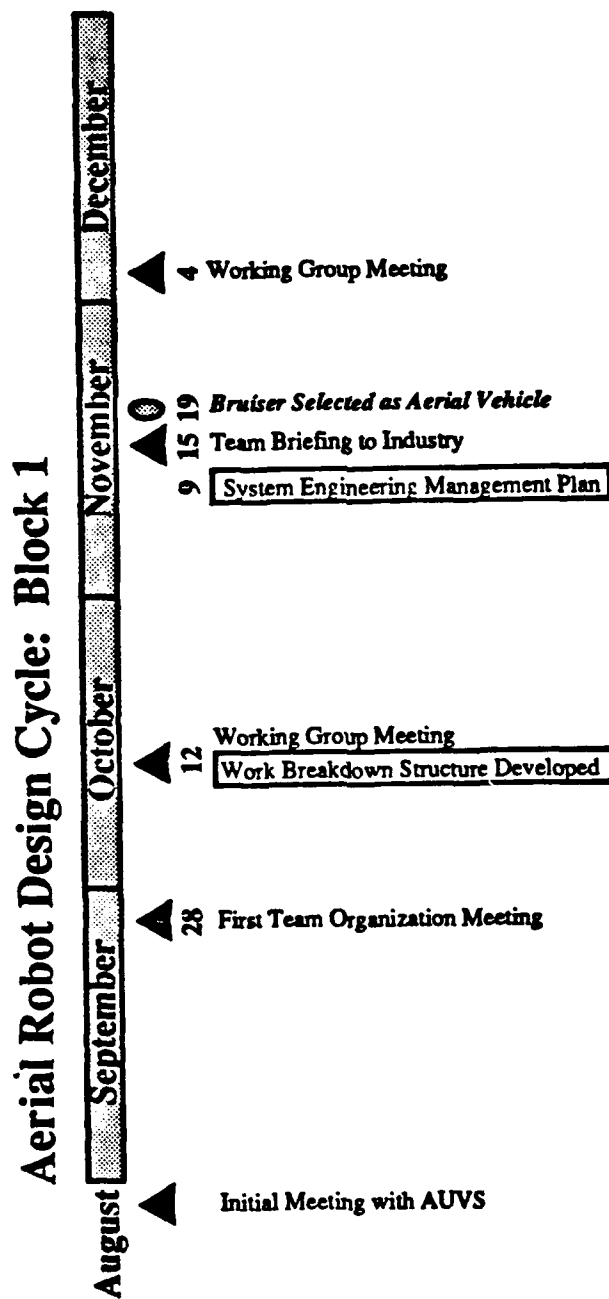 Aerial Robot Design Cycle: Block 1
August
September
October
November
December
Initial Meeting with AUVS
28
First Team Organization Meeting
12
Working Group Meeting
Work Breakdown Structure Developed
9
System Engineering Management Plan
15
Team Briefing to Industry
19
Bruiser Selected as Aerial Vehicle
4
Working Group Meeting